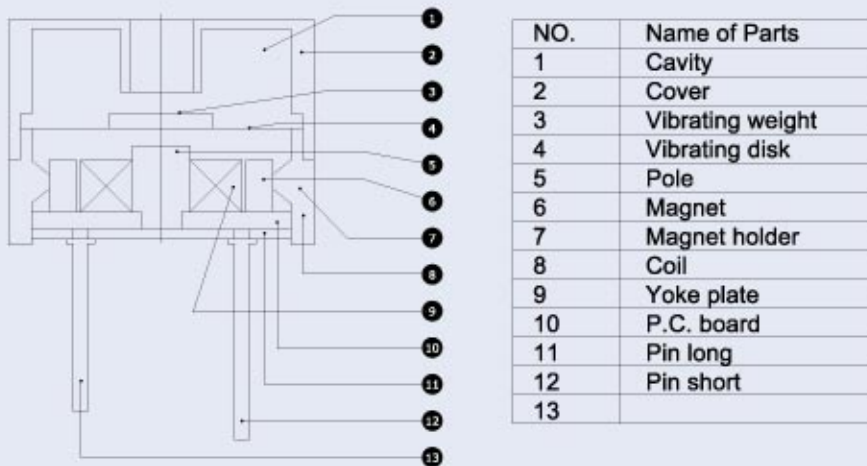 1
2
3
4
5
6
7
8
9
10
11
12
13
NO. Name of Parts
1 Cavity
2 Cover
3 Vibrating weight
4 Vibrating disk
5 Pole
6 Magnet
7 Magnet holder
8 Coil
9 Yoke plate
10 P.C. board
11 Pin long
12 Pin short
13